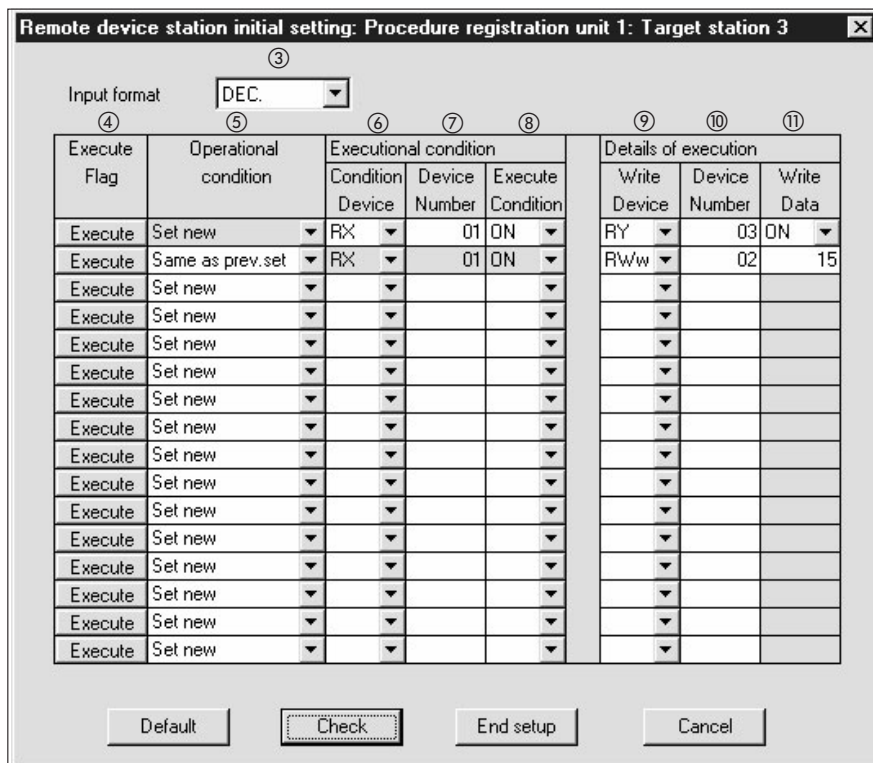 Remote device station initial setting: Procedure registration unit 1: Target station 3
③
Input format DEC.
④ ⑤ ⑥ ⑦ ⑧ ⑨ ⑩ ⑪
Execute Operational Executional condition Details of execution
Flag condition Condition Device Execute Write Device Write
Device Number Condition Device Number Data
Execute Set new RX 01 ON RY 03 ON
Execute Same as prev.set RX 01 ON RWw 02 15
Execute Set new
Execute Set new
Execute Set new
Execute Set new
Execute Set new
Execute Set new
Execute Set new
Execute Set new
Execute Set new
Execute Set new
Execute Set new
Execute Set new
Execute Set new
Execute Set new
Default Check End setup Cancel